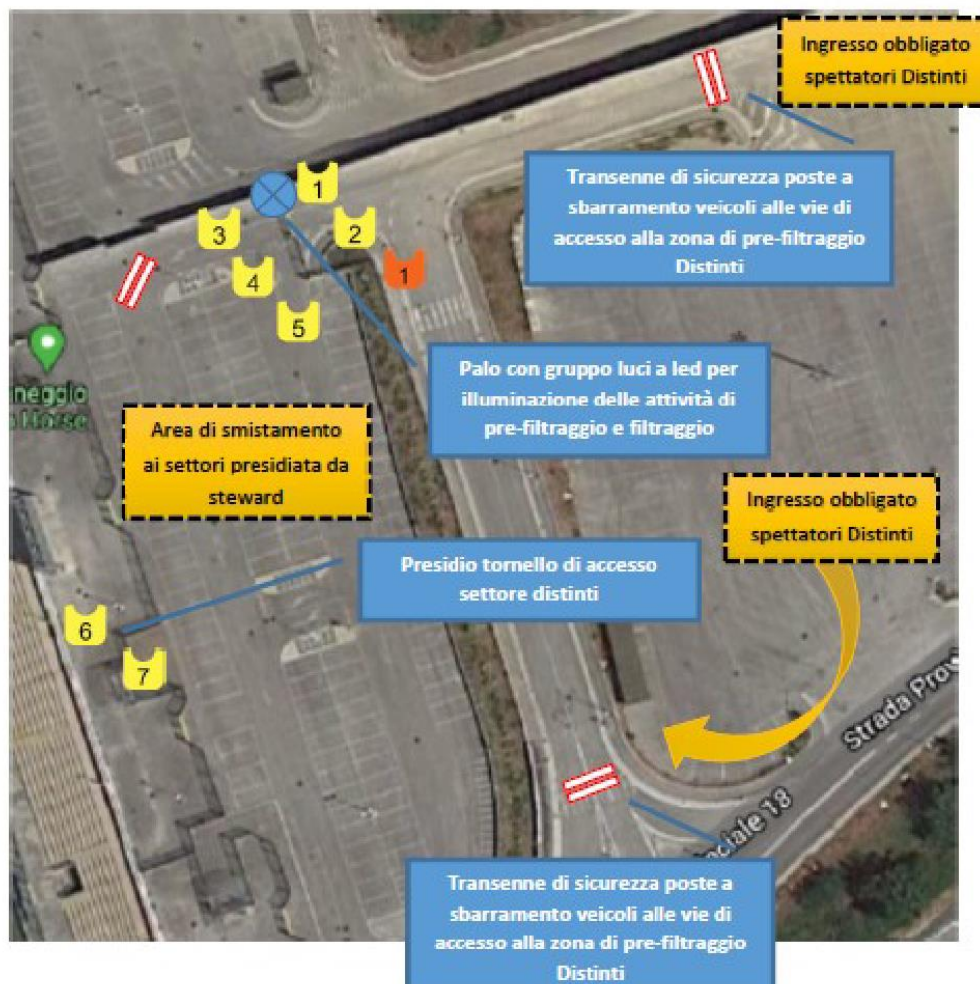 Ingresso obbligato
spettatori Distinti
Transenne di sicurezza poste a
sbarramento veicoli alle vie di
accesso alla zona di pre-filtraggio
Distinti
1
2
3
1
4
5
Palo con gruppo luci a led per
illuminazione delle attività di
pre-filtraggio e filtraggio
Area di smistamento
ai settori presidiata da
steward
Ingresso obbligato
spettatori Distinti
Presidio tornello di accesso
settore distinti
6
7
Strada Provi
nciale 18
Transenne di sicurezza poste a
sbarramento veicoli alle vie di
accesso alla zona di pre-filtraggio
Distinti